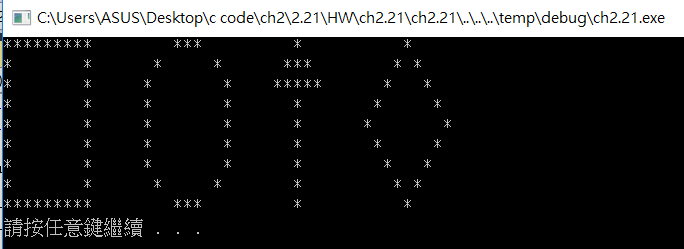 C:\Users\ASUS\Desktop\c code\ch2\2.21\HW\ch2.21\ch2.21\..\..\..\temp\debug\ch2.21.exe
*********        ***         *          *
*       *      *     *      ***        * *
*       *     *       *    *****      *   *
*       *     *       *      *       *     *
*       *     *       *      *      *       *
*       *     *       *      *       *     *
*       *     *       *      *        *   *
*       *      *     *       *         * *
*********        ***         *          *
請按任意鍵繼續 . . .